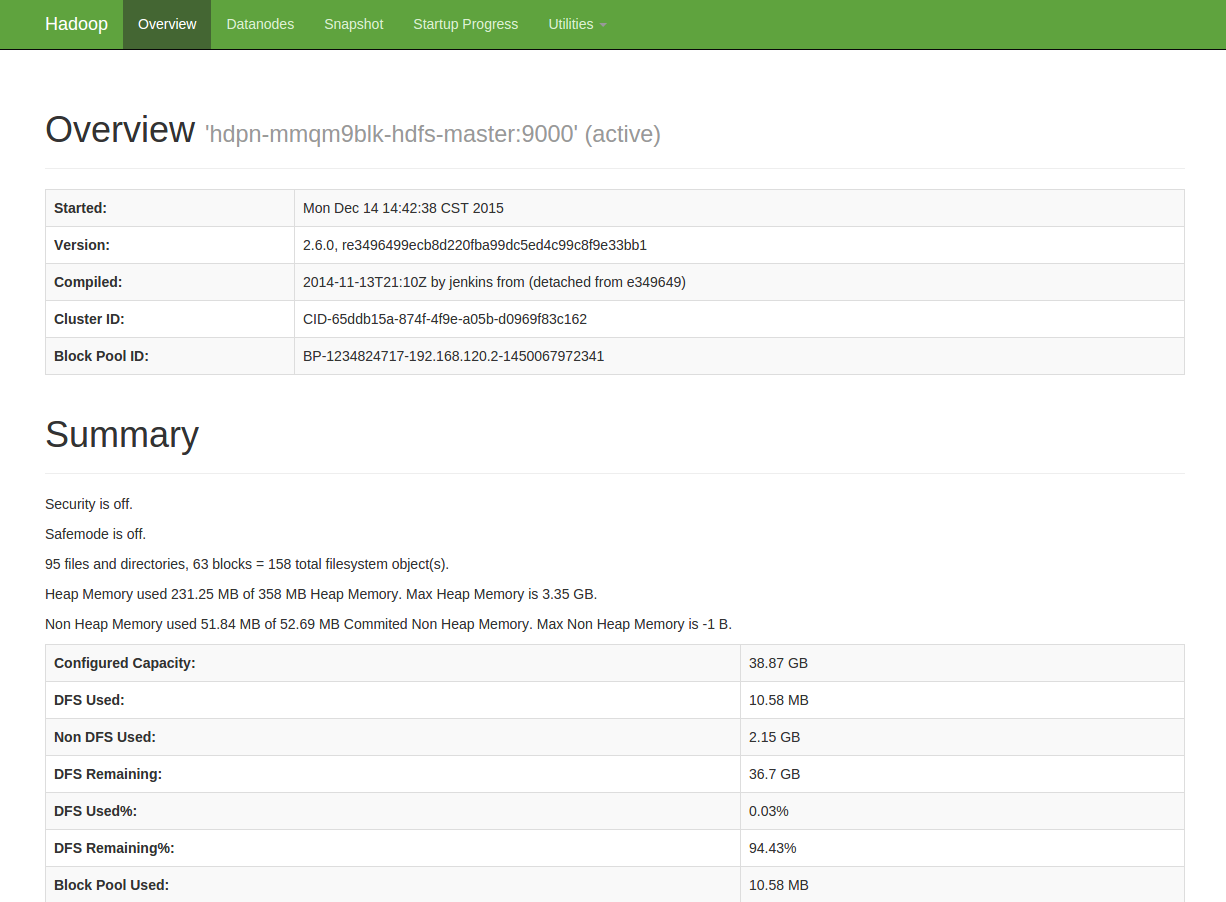 Hadoop Overview Datanodes Snapshot Startup Progress Utilities
Overview 'hdpn-mmqm9blk-hdfs-master:9000' (active)
Started: Mon Dec 14 14:42:38 CST 2015
Version: 2.6.0, re3496499ecb8d220fba99dc5ed4c99c8f9e33bb1
Compiled: 2014-11-13T21:10Z by jenkins from (detached from e349649)
Cluster ID: CID-65ddb15a-874f-4f9e-a05b-d0969f83c162
Block Pool ID: BP-1234824717-192.168.120.2-1450067972341
Summary
Security is off.
Safemode is off.
95 files and directories, 63 blocks = 158 total filesystem object(s).
Heap Memory used 231.25 MB of 358 MB Heap Memory. Max Heap Memory is 3.35 GB.
Non Heap Memory used 51.84 MB of 52.69 MB Commited Non Heap Memory. Max Non Heap Memory is -1 B.
Configured Capacity: 38.87 GB
DFS Used: 10.58 MB
Non DFS Used: 2.15 GB
DFS Remaining: 36.7 GB
DFS Used%: 0.03%
DFS Remaining%: 94.43%
Block Pool Used: 10.58 MB